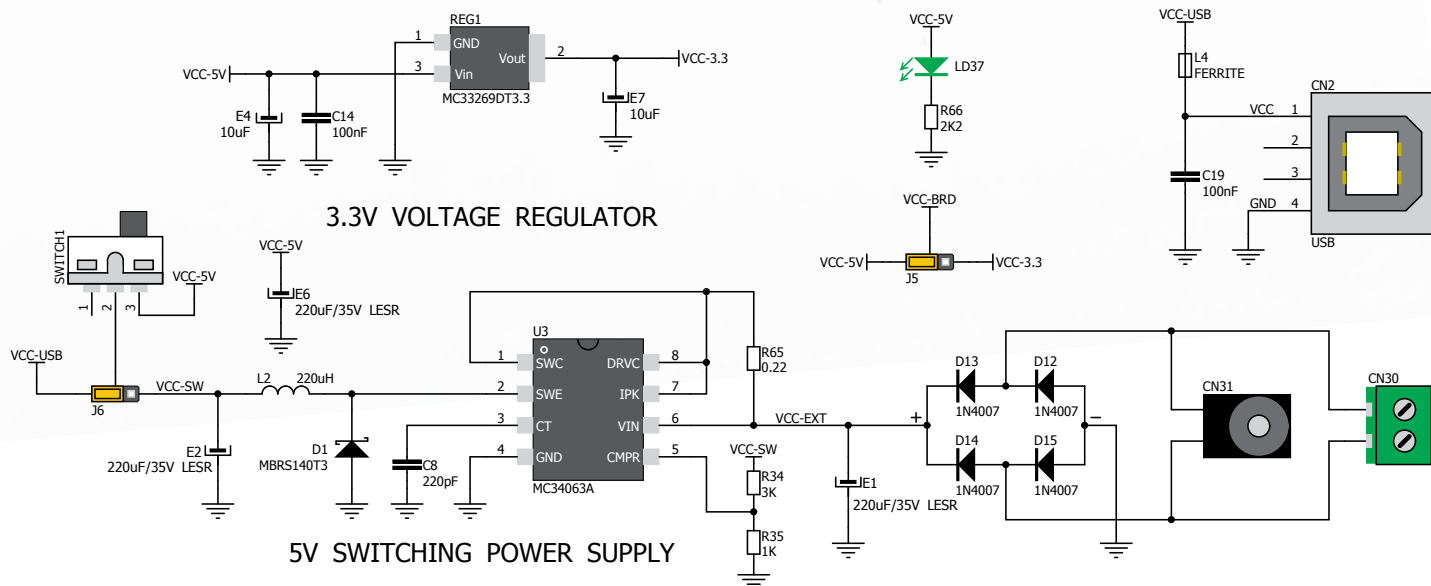 REG1
1
GND
Vout
2
VCC-3.3
VCC-5V
3
Vin
MC33269DT3.3
E4
10uF
C14
100nF
E7
10uF
3.3V VOLTAGE REGULATOR
VCC-5V
LD37
R66
2K2
VCC-BRD
VCC-5V
VCC-3.3
J5
VCC-USB
L4
FERRITE
CN2
VCC
1
2
3
GND
4
USB
C19
100nF
SWITCH1
1
2
3
VCC-5V
VCC-5V
E6
220uF/35V LESR
VCC-USB
J6
VCC-SW
L2
220uH
E2
220uF/35V LESR
D1
MBRS140T3
C8
220pF
U3
1
SWC
DRVC
8
2
SWE
IPK
7
3
CT
VIN
6
4
GND
CMPR
5
MC34063A
R65
0.22
VCC-EXT
VCC-SW
R34
3K
R35
1K
E1
220uF/35V LESR
5V SWITCHING POWER SUPPLY
D13
1N4007
D12
1N4007
+
−
D14
1N4007
D15
1N4007
CN31
CN30